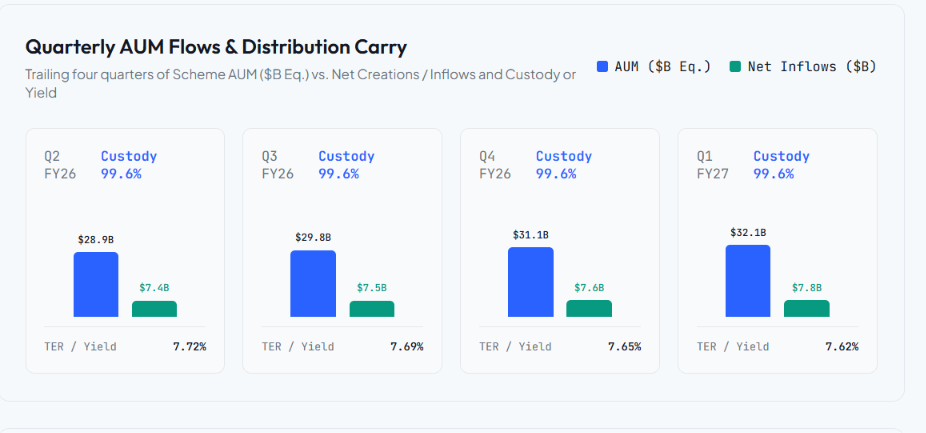 Quarterly AUM Flows & Distribution Carry
Trailing four quarters of Scheme AUM ($B Eq.) vs. Net Creations / Inflows and Custody or
Yield
AUM ($B Eq.)
Net Inflows ($B)
Q2
FY26
Custody
99.6%
$28.9B
$7.4B
TER / Yield
7.72%
Q3
FY26
Custody
99.6%
$29.8B
$7.5B
TER / Yield
7.69%
Q4
FY26
Custody
99.6%
$31.1B
$7.6B
TER / Yield
7.65%
Q1
FY27
Custody
99.6%
$32.1B
$7.8B
TER / Yield
7.62%